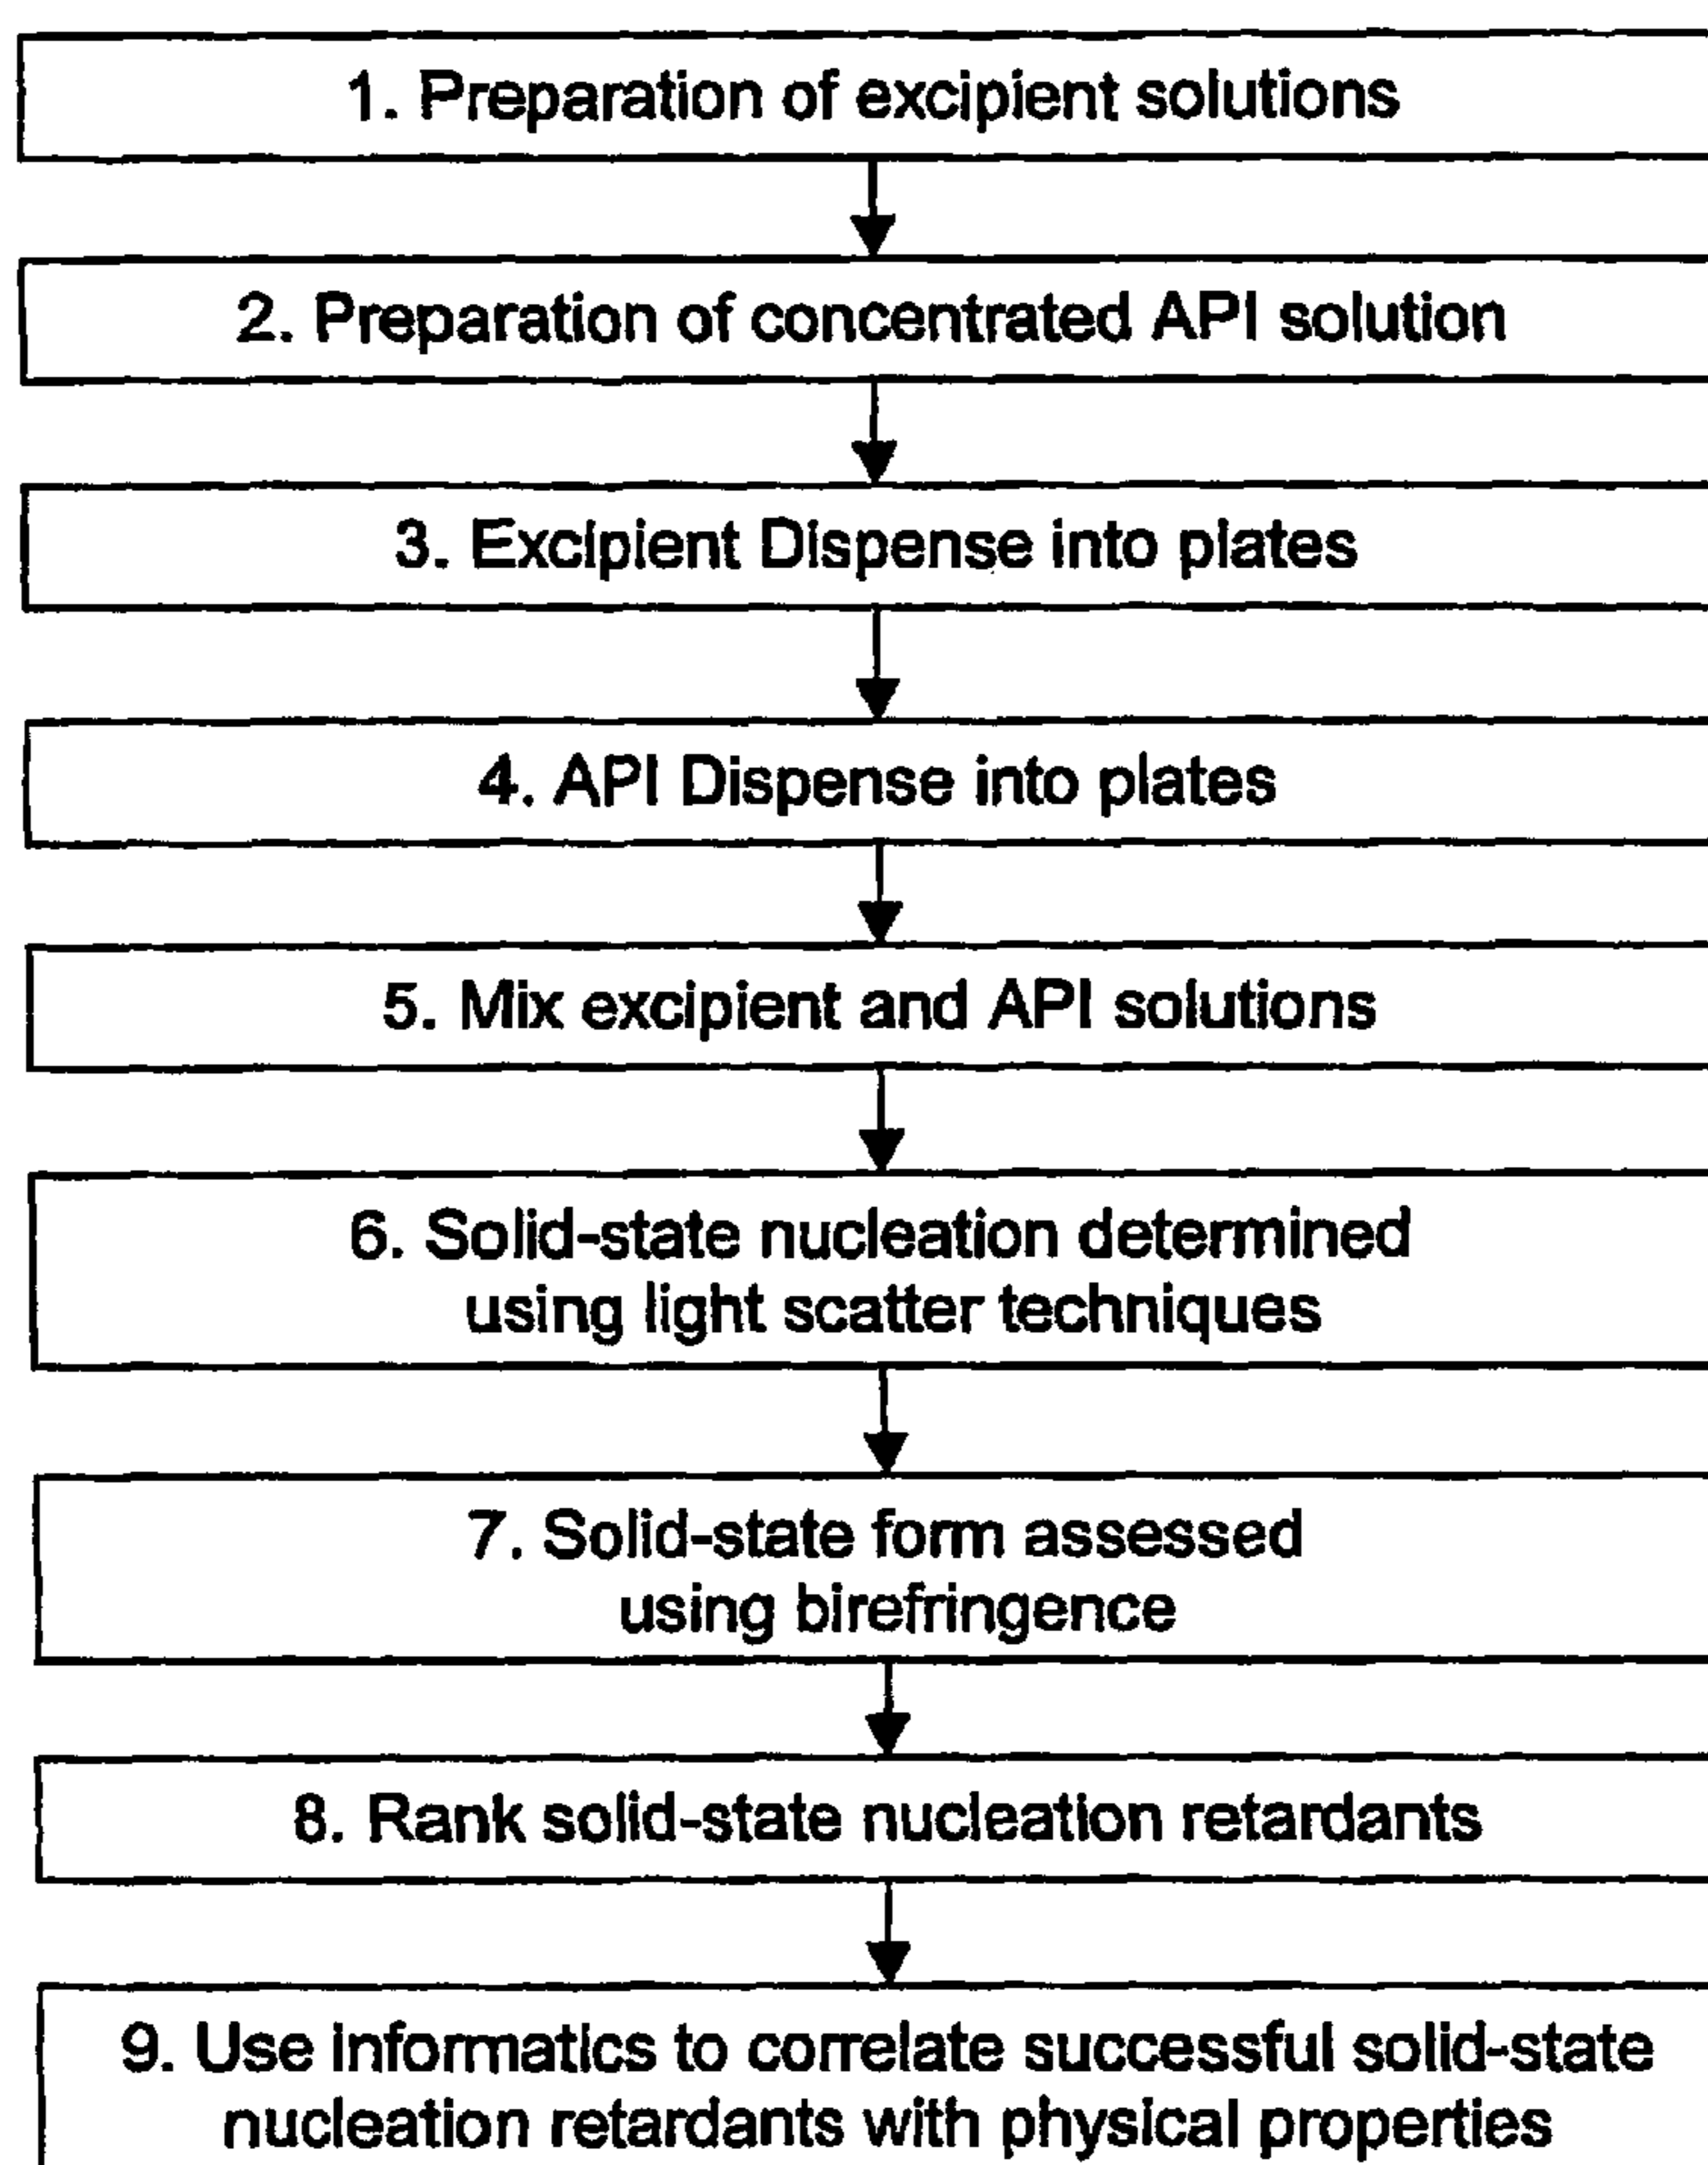 1. Preparation of excipient solutions
2. Preparation of concentrated API solution
3. Excipient Dispense into plates
4. API Dispense into plates
5. Mix excipient and API solutions
6. Solid-state nucleation determined
using light scatter techniques
7. Solid-state form assessed
using birefringence
8. Rank solid-state nucleation retardants
9. Use informatics to correlate successful solid-state
nucleation retardants with physical properties